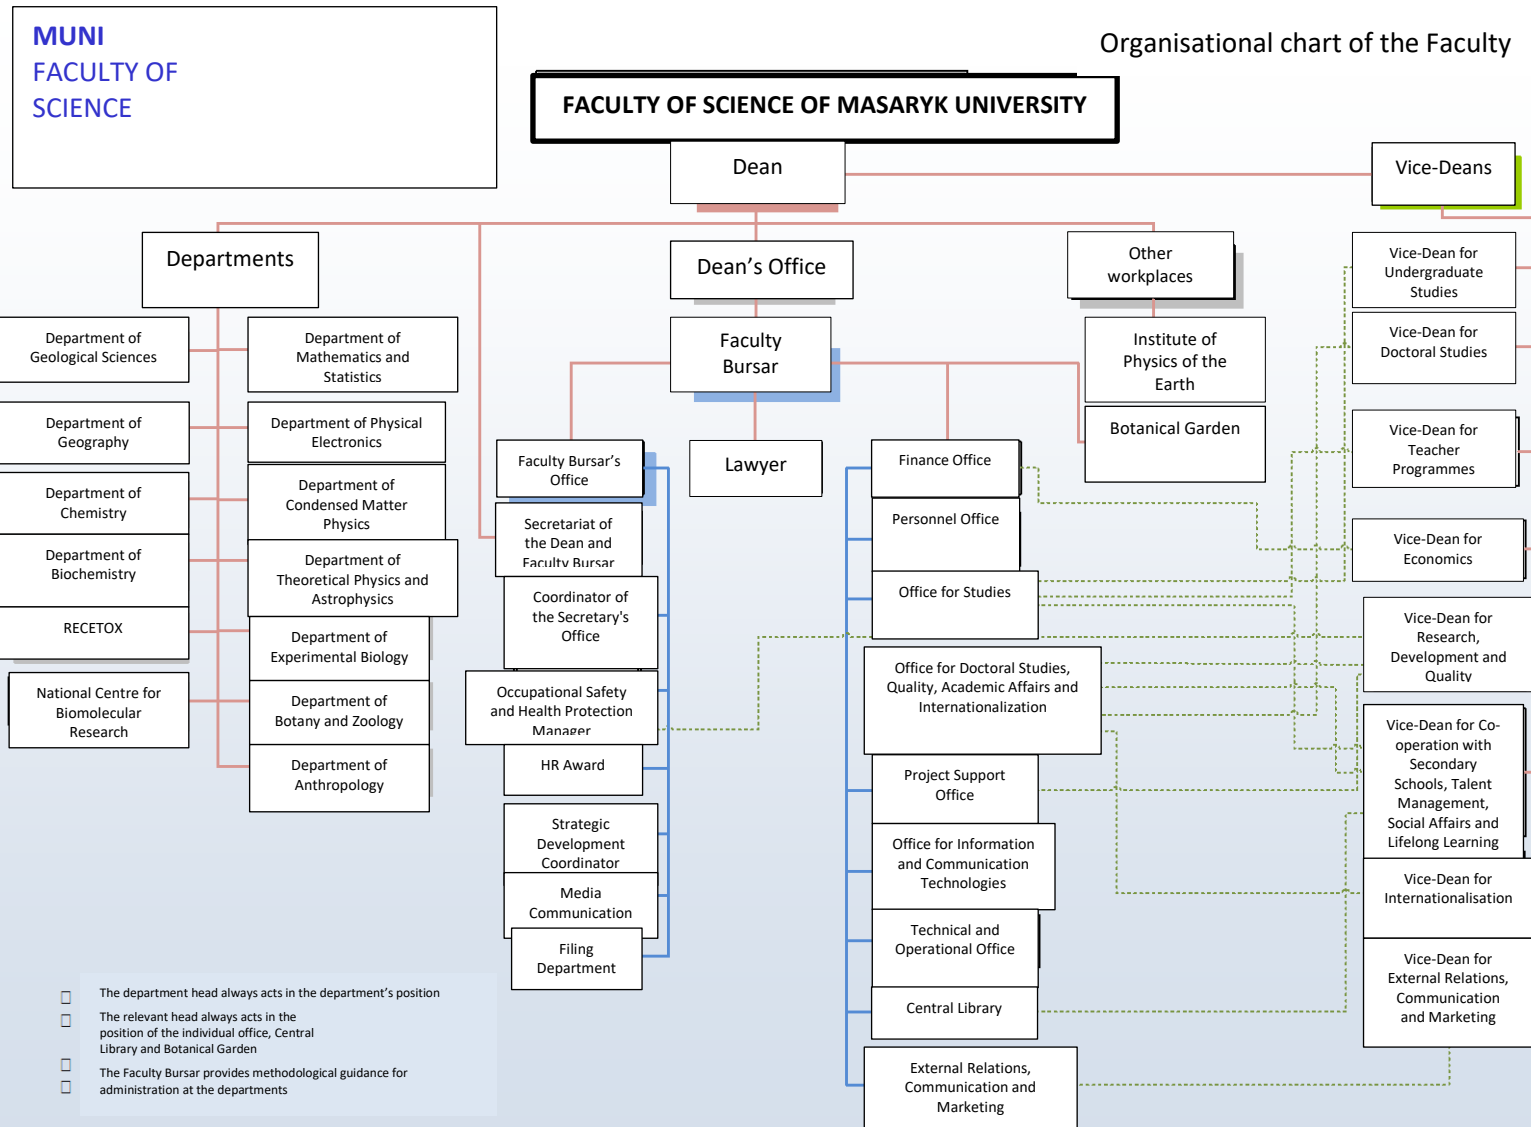 MUNI
FACULTY OF
SCIENCE
Organisational chart of the Faculty
FACULTY OF SCIENCE OF MASARYK UNIVERSITY
Dean
Vice-Deans
Departments
Dean’s Office
Other
workplaces
Department of
Geological Sciences
Department of
Mathematics and
Statistics
Department of
Geography
Department of Physical
Electronics
Department of
Chemistry
Department of
Condensed Matter
Physics
Department of
Biochemistry
Department of
Theoretical Physics and
Astrophysics
RECETOX
Department of
Experimental Biology
National Centre for
Biomolecular
Research
Department of
Botany and Zoology
Department of
Anthropology
Faculty
Bursar
Institute of
Physics of the
Earth
Botanical Garden
Faculty Bursar’s
Office
Lawyer
Secretariat of
the Dean and
Faculty Bursar
Coordinator of
the Secretary's
Office
Occupational Safety
and Health Protection
Manager
HR Award
Strategic
Development
Coordinator
Media
Communication
Filing
Department
Finance Office
Personnel Office
Office for Studies
Office for Doctoral Studies,
Quality, Academic Affairs and
Internationalization
Project Support
Office
Office for Information
and Communication
Technologies
Technical and
Operational Office
Central Library
External Relations,
Communication and
Marketing
Vice-Dean for
Undergraduate
Studies
Vice-Dean for
Doctoral Studies
Vice-Dean for
Teacher
Programmes
Vice-Dean for
Economics
Vice-Dean for
Research,
Development and
Quality
Vice-Dean for Co-
operation with
Secondary
Schools, Talent
Management,
Social Affairs and
Lifelong Learning
Vice-Dean for
Internationalisation
Vice-Dean for
External Relations,
Communication
and Marketing
The department head always acts in the department’s position
The relevant head always acts in the
position of the individual office, Central
Library and Botanical Garden
The Faculty Bursar provides methodological guidance for
administration at the departments